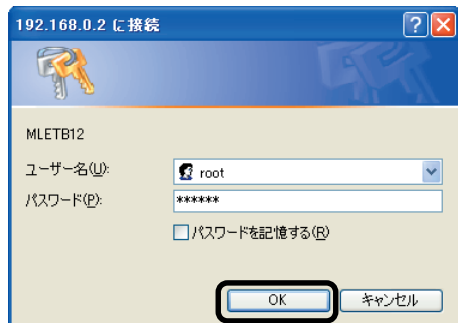 192.168.0.2 に接続
MLETB12
ユーザー名(U):
root
パスワード(P):
******
パスワードを記憶する(R)
OK
キャンセル